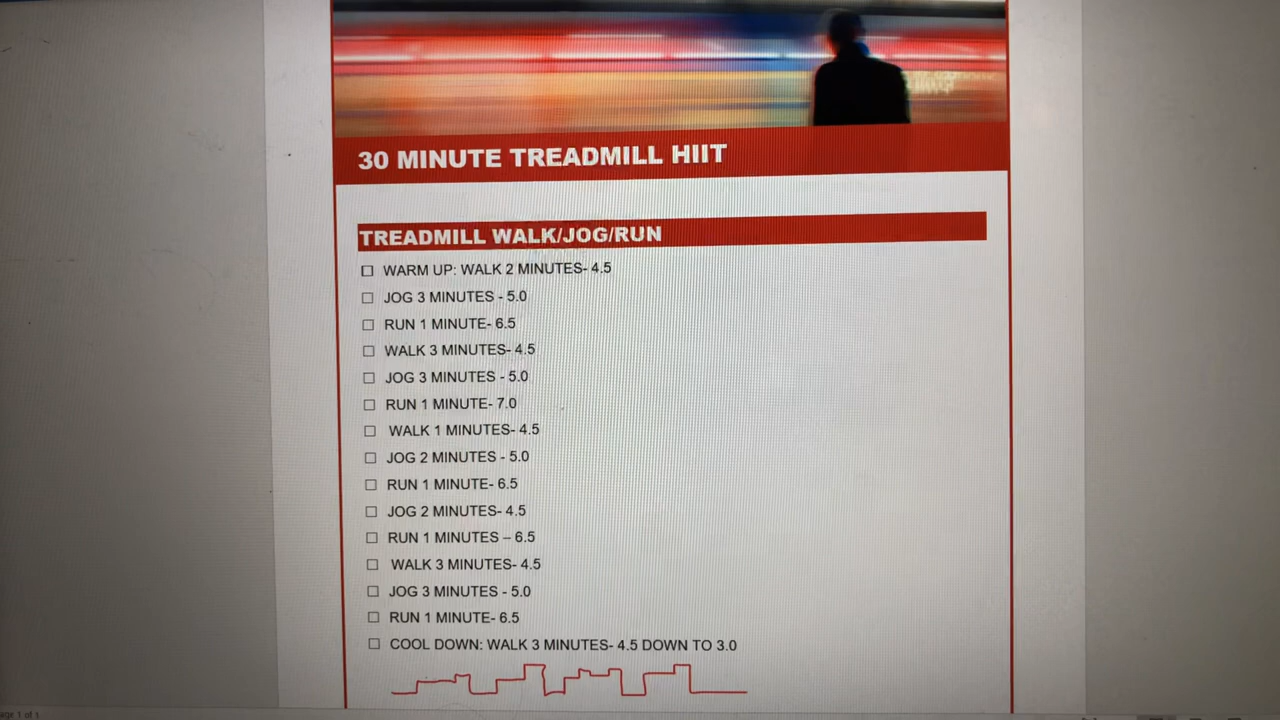 30 MINUTE TREADMILL HIIT
TREADMILL WALK/JOG/RUN
☐ WARM UP: WALK 2 MINUTES- 4.5
☐ JOG 3 MINUTES - 5.0
☐ RUN 1 MINUTE- 6.5
☐ WALK 3 MINUTES- 4.5
☐ JOG 3 MINUTES - 5.0
☐ RUN 1 MINUTE- 7.0
☐ WALK 1 MINUTES- 4.5
☐ JOG 2 MINUTES - 5.0
☐ RUN 1 MINUTE- 6.5
☐ JOG 2 MINUTES- 4.5
☐ RUN 1 MINUTES – 6.5
☐ WALK 3 MINUTES- 4.5
☐ JOG 3 MINUTES - 5.0
☐ RUN 1 MINUTE- 6.5
☐ COOL DOWN: WALK 3 MINUTES- 4.5 DOWN TO 3.0
age 1 of 1